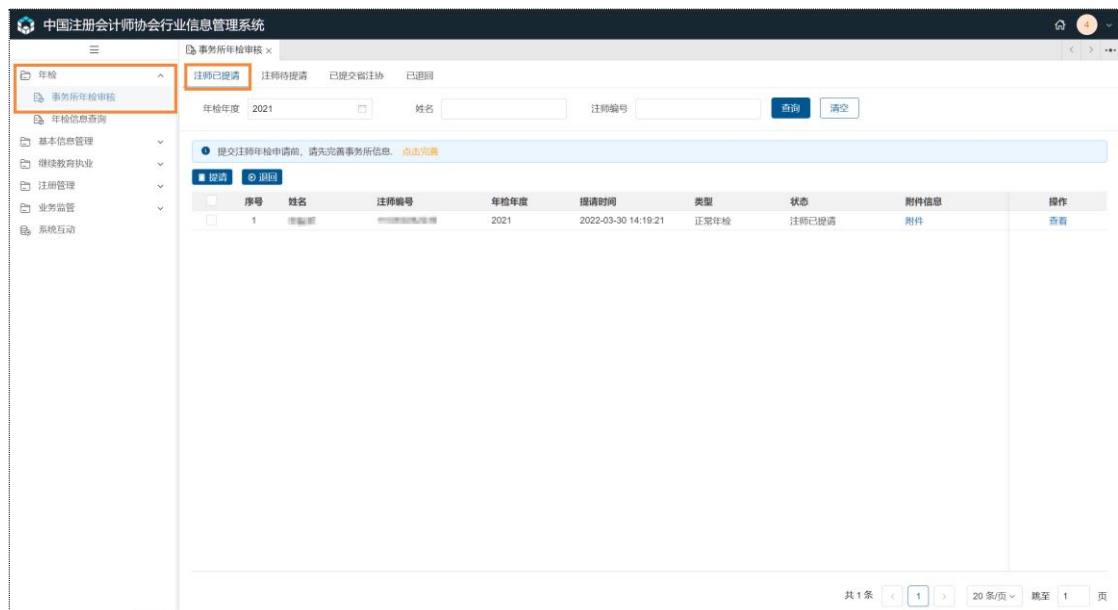 中国注册会计师协会行业信息管理系统
4
事务所年检审核 ×
年检
事务所年检审核
年检信息查询
基本信息管理
继续教育执业
注册管理
业务监管
系统互动
注师已提请 注师待提请 已提交省注协 已退回
年检年度 2021 姓名 注师编号 查询 清空
提交注师年检申请前，请先完善事务所信息. 点击完善
提请 退回
序号 姓名 注师编号 年检年度 提请时间 类型 状态 附件信息 操作
1 2021 2022-03-30 14:19:21 正常年检 注师已提请 附件 查看
共 1 条 < 1 > 20 条/页 跳至 1 页